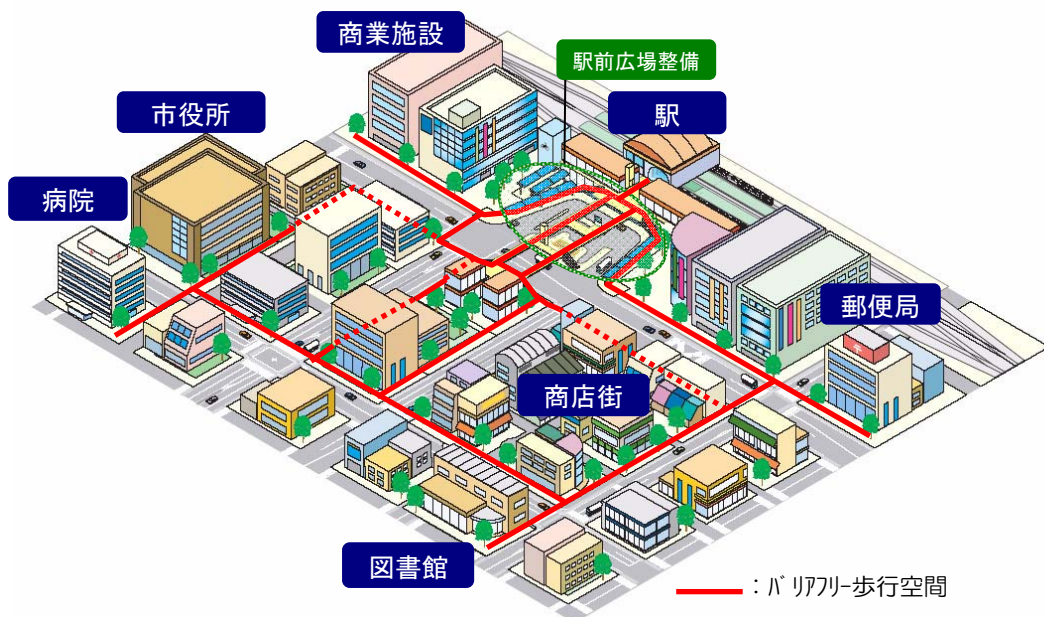 商業施設
駅前広場整備
駅
市役所
病院
郵便局
商店街
図書館
：ﾊﾞﾘｱﾌﾘｰ歩行空間